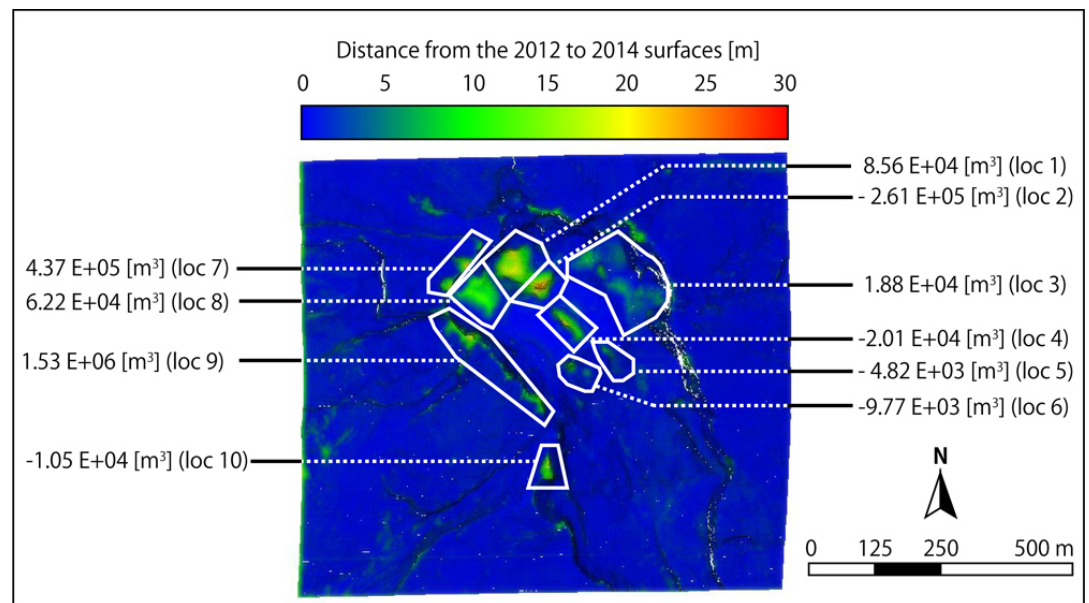 Distance from the 2012 to 2014 surfaces [m]
0 5 10 15 20 25 30
8.56 E+04 [m³] (loc 1)
- 2.61 E+05 [m³] (loc 2)
4.37 E+05 [m³] (loc 7)
1.88 E+04 [m³] (loc 3)
6.22 E+04 [m³] (loc 8)
-2.01 E+04 [m³] (loc 4)
1.53 E+06 [m³] (loc 9)
- 4.82 E+03 [m³] (loc 5)
-9.77 E+03 [m³] (loc 6)
-1.05 E+04 [m³] (loc 10)
N
0 125 250 500 m